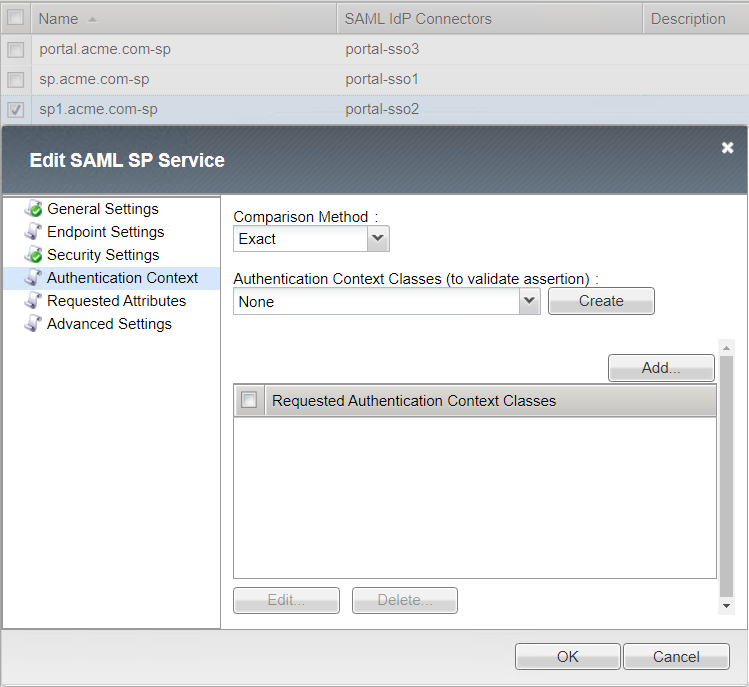 Name SAML IdP Connectors Description
portal.acme.com-sp portal-sso3
sp.acme.com-sp portal-sso1
sp1.acme.com-sp portal-sso2
Edit SAML SP Service
General Settings
Endpoint Settings
Security Settings
Authentication Context
Requested Attributes
Advanced Settings
Comparison Method :
Exact
Authentication Context Classes (to validate assertion) :
None Create
Add...
Requested Authentication Context Classes
Edit... Delete...
OK Cancel